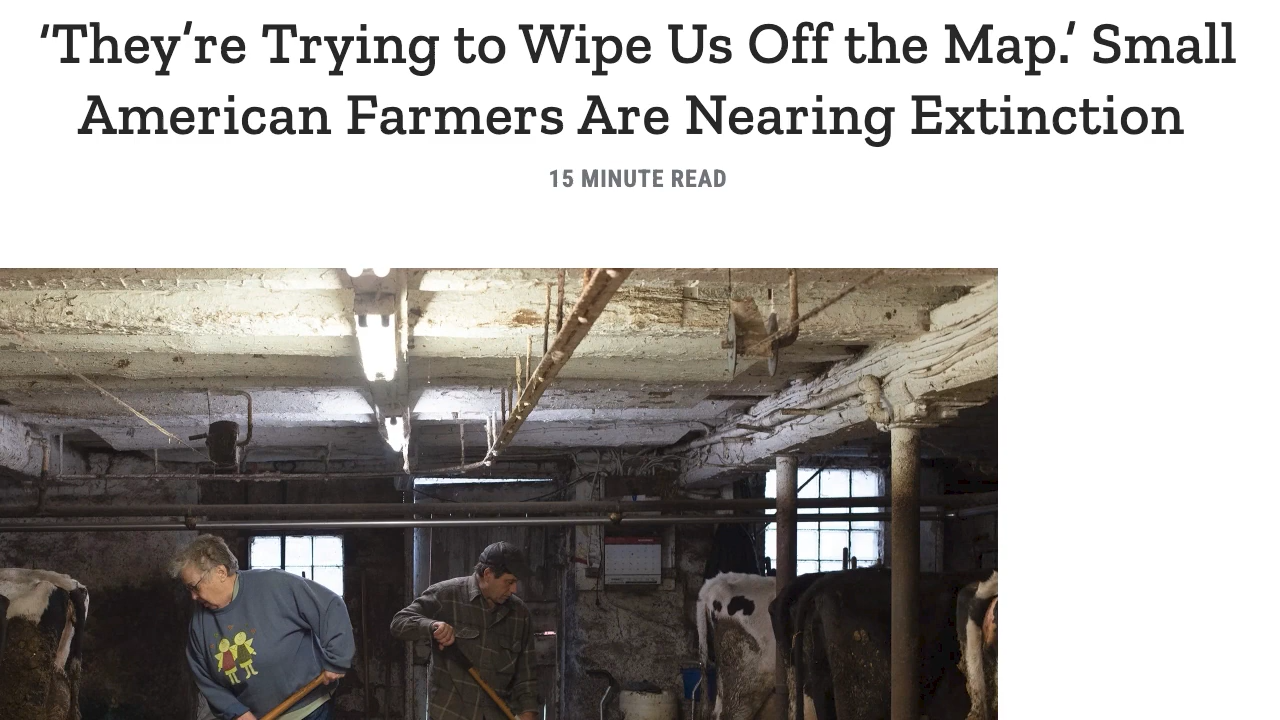 ‘They’re Trying to Wipe Us Off the Map.’ Small
American Farmers Are Nearing Extinction
15 MINUTE READ